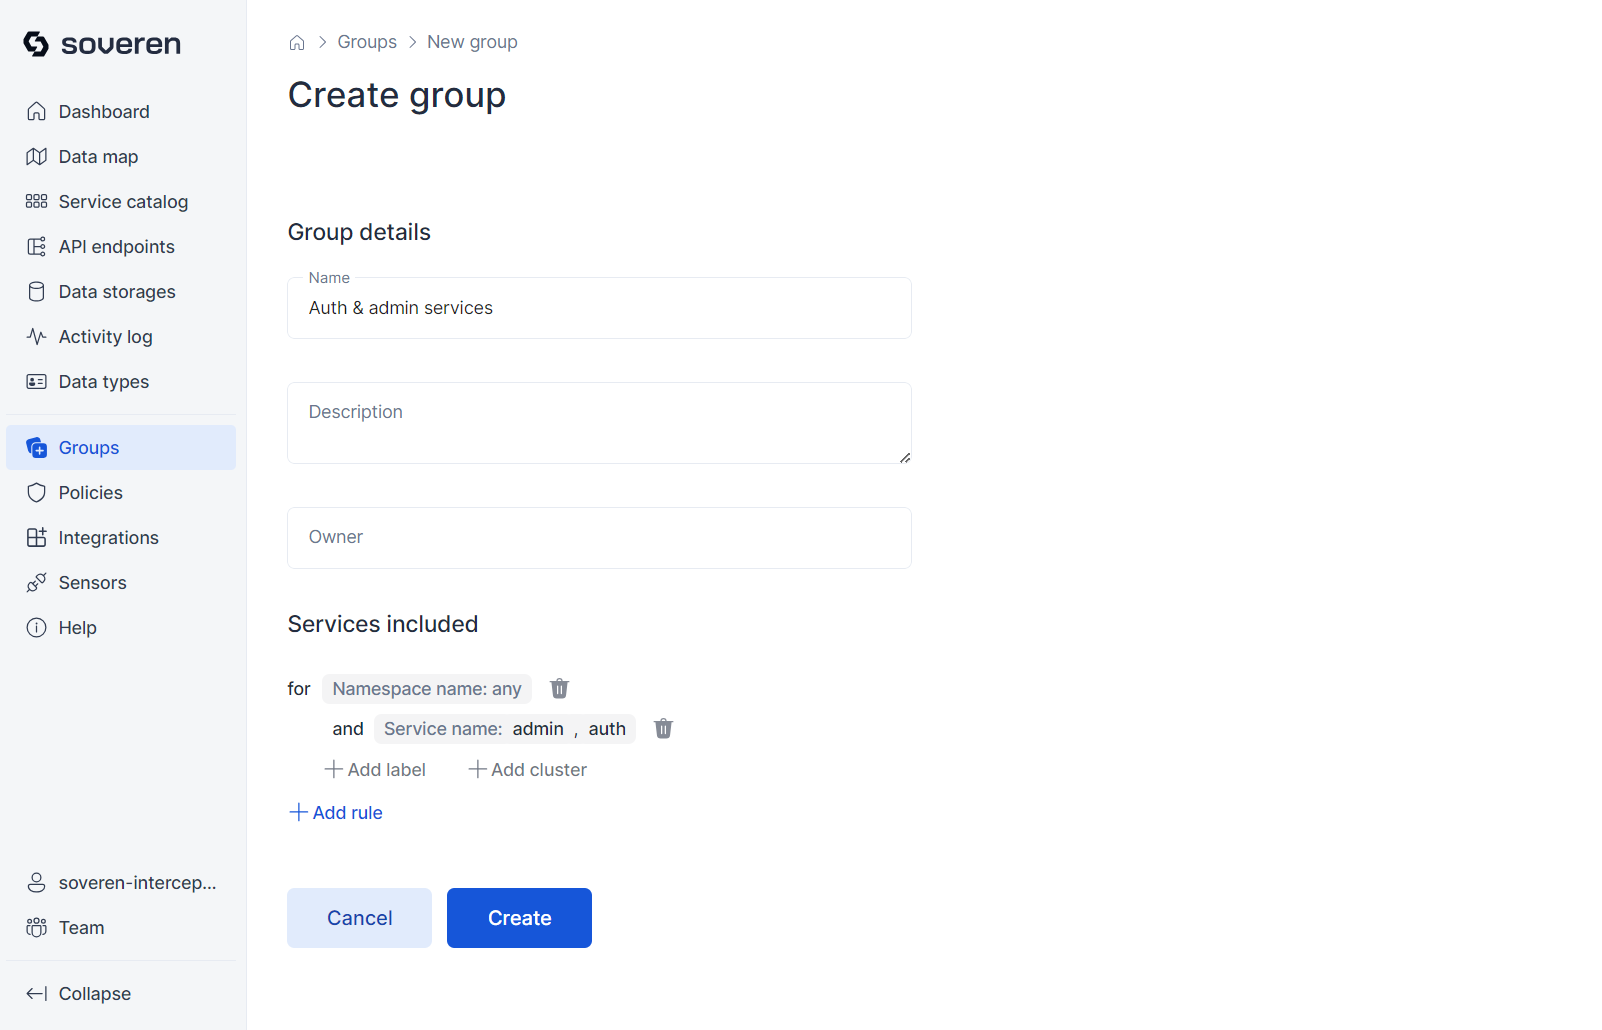 soveren
Dashboard
Data map
Service catalog
API endpoints
Data storages
Activity log
Data types
Groups
Policies
Integrations
Sensors
Help
soveren-intercep...
Team
Collapse
Groups
New group
Create group
Group details
Name
Auth & admin services
Description
Owner
Services included
for Namespace name: any
and Service name: admin , auth
Add label Add cluster
Add rule
Cancel Create